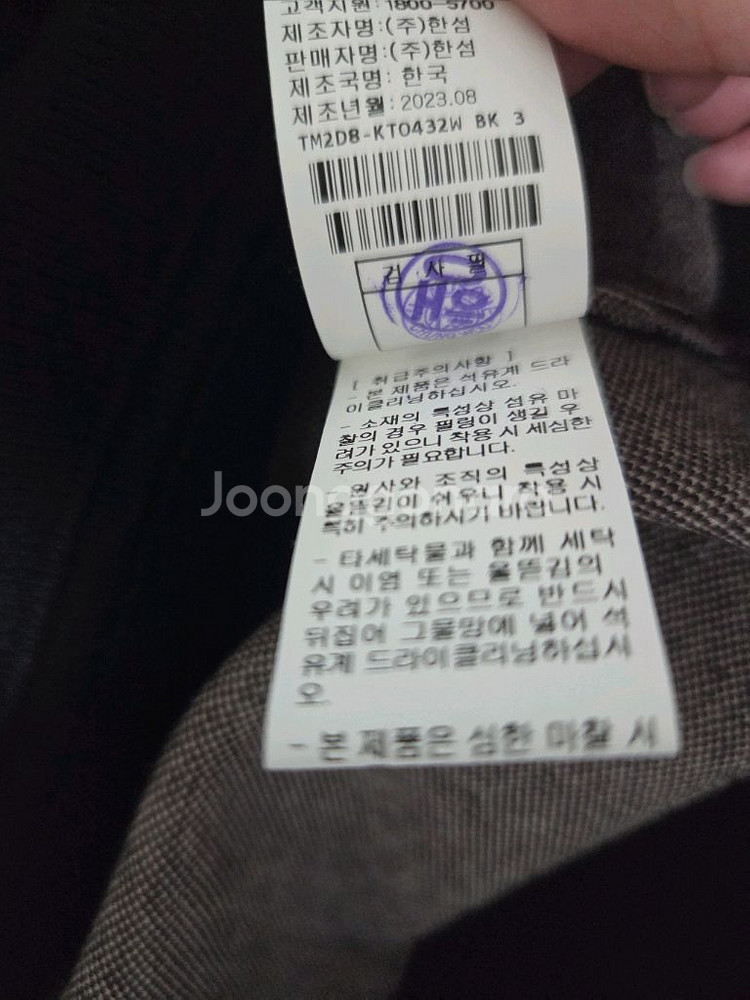 고객지원:1800-5700
제조자명:(주)한섬
판매자명:(주)한섬
제조국명: 한국
제조년월: 2023.08
TM2D8-KTO432W BK 3
검 사 필
[ 취급주의사항 ]
- 본 제품은 석유계 드라
이클리닝하십시오.
- 소재의 특성상 섬유 마
찰의 경우 필링이 생길 우
려가 있으니 착용 시 세심한
주의가 필요합니다.
- 원사와 조직의 특성상
올뜯김이 쉬우니 착용 시
특히 주의하시기 바랍니다.
- 타세탁물과 함께 세탁
시 이염 또는 올뜯김의
우려가 있으므로 반드시
뒤집어 그물망에 넣어 석
유계 드라이클리닝하십시
오.
- 본 제품은 심한 마찰 시